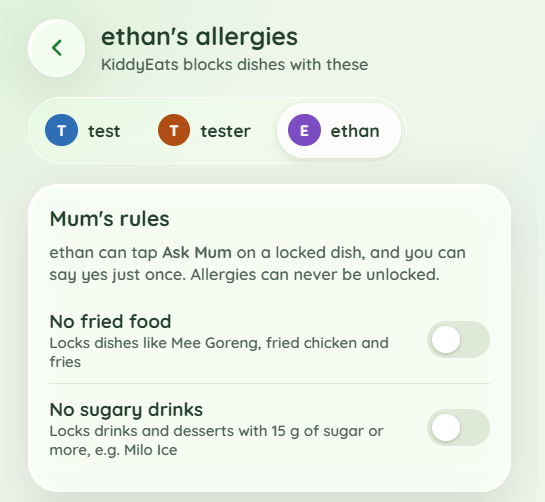 ethan's allergies
KiddyEats blocks dishes with these
T test T tester E ethan
Mum's rules
ethan can tap Ask Mum on a locked dish, and you can
say yes just once. Allergies can never be unlocked.
No fried food
Locks dishes like Mee Goreng, fried chicken and
fries
No sugary drinks
Locks drinks and desserts with 15 g of sugar or
more, e.g. Milo Ice